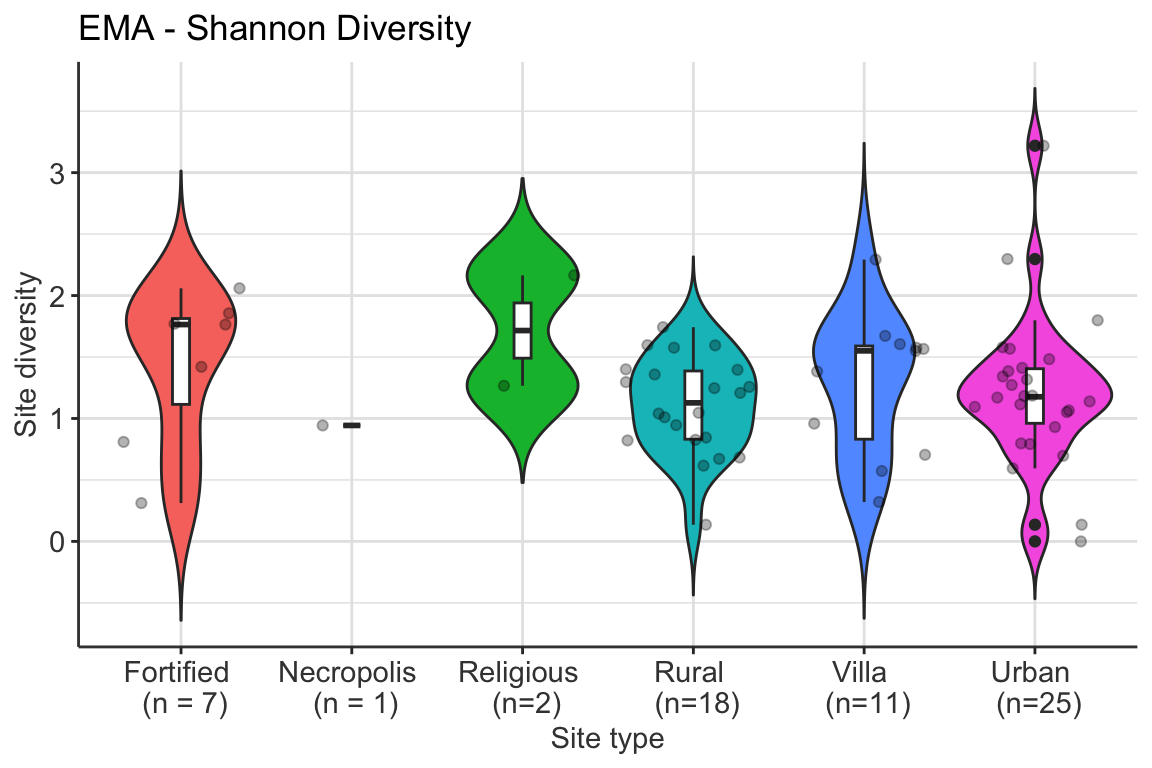 EMA - Shannon Diversity
Site diversity
3
2
1
0
Fortified Necropolis Religious Rural Villa Urban
(n = 7) (n = 1) (n=2) (n=18) (n=11) (n=25)
Site type